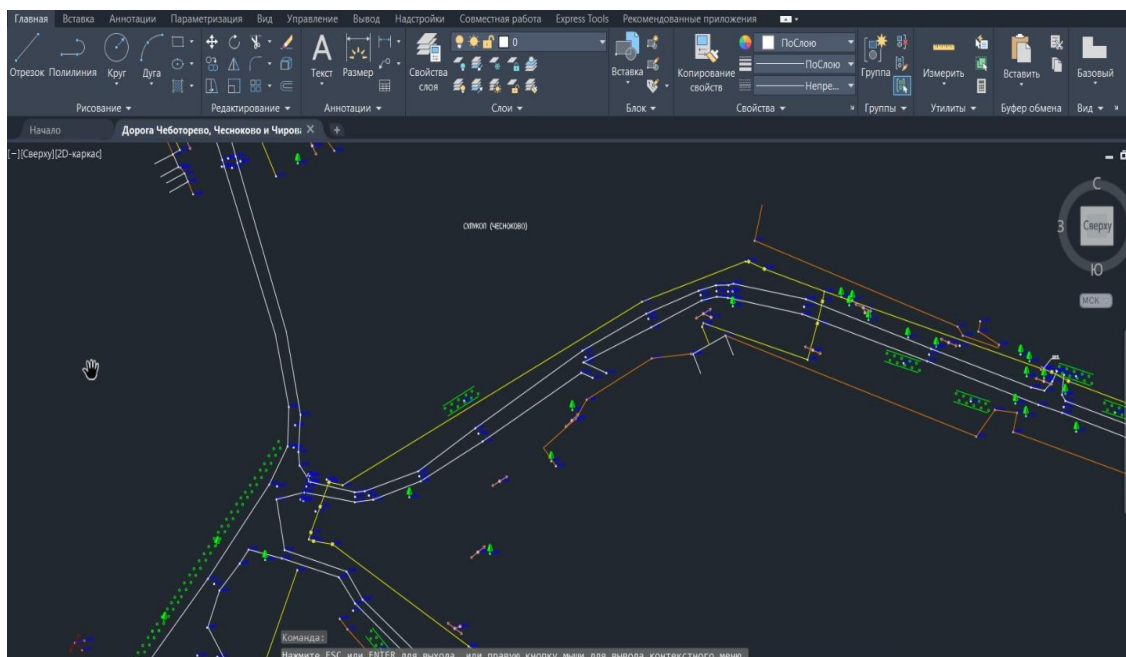 Главная Вставка Аннотации Параметризация Вид Управление Вывод Надстройки Совместная работа Express Tools Рекомендованные приложения
Отрезок Полилиния Круг Дуга
Текст Размер
Свойства слоя
0
Вставка
Копирование свойств
ПоСлою
ПоСлою
Непре...
Группа
Измерить
Вставить
Базовый
Рисование Редактирование Аннотации Слои Блок Свойства Группы Утилиты Буфер обмена Вид
Начало Дорога Чеботорево, Чесноково и Чирова
[−][Сверху][2D-каркас]
С
З Сверху
Ю
МСК
(ЧЕСНОКОВО)
Команда:
Нажмите ESC или ENTER для выхода, или правую кнопку мыши для вывода контекстного меню